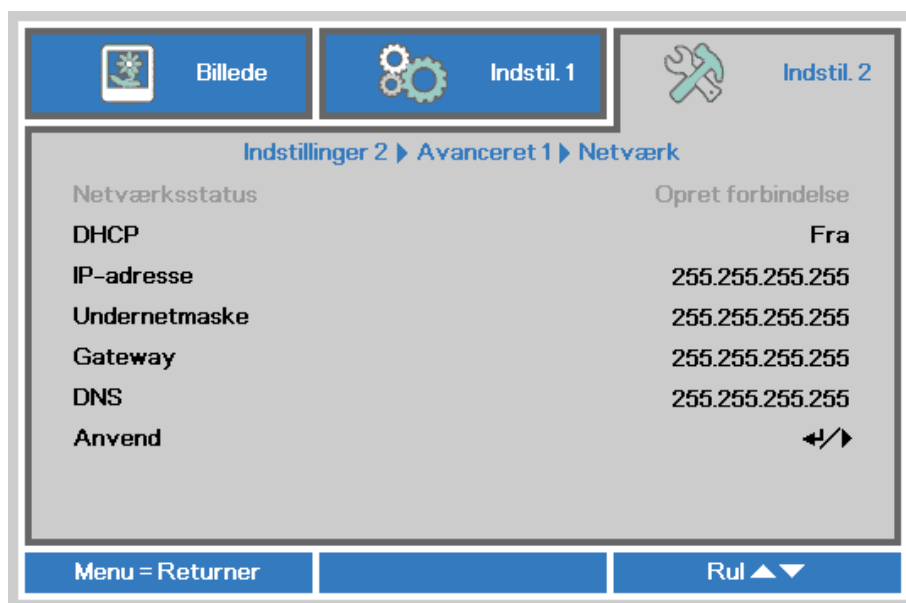 Billede
Indstil. 1
Indstil. 2
Indstillinger 2 ▶ Avanceret 1 ▶ Netværk
Netværksstatus Opret forbindelse
DHCP Fra
IP-adresse 255.255.255.255
Undernetmaske 255.255.255.255
Gateway 255.255.255.255
DNS 255.255.255.255
Anvend ↵/▶
Menu = Returner Rul ▲▼